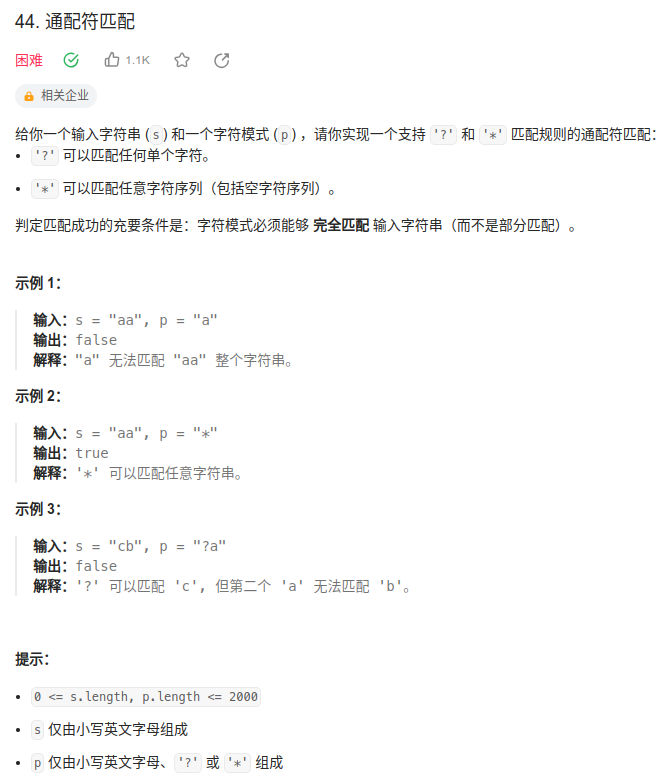 44. 通配符匹配
困难 1.1K
相关企业
给你一个输入字符串 (s) 和一个字符模式 (p) ，请你实现一个支持 '?' 和 '*' 匹配规则的通配符匹配：
• '?' 可以匹配任何单个字符。
• '*' 可以匹配任意字符序列（包括空字符序列）。
判定匹配成功的充要条件是：字符模式必须能够 完全匹配 输入字符串（而不是部分匹配）。
示例 1：
输入：s = "aa", p = "a"
输出：false
解释："a" 无法匹配 "aa" 整个字符串。
示例 2：
输入：s = "aa", p = "*"
输出：true
解释：'*' 可以匹配任意字符串。
示例 3：
输入：s = "cb", p = "?a"
输出：false
解释：'?' 可以匹配 'c', 但第二个 'a' 无法匹配 'b'。
提示：
• 0 <= s.length, p.length <= 2000
• s 仅由小写英文字母组成
• p 仅由小写英文字母、'?' 或 '*' 组成